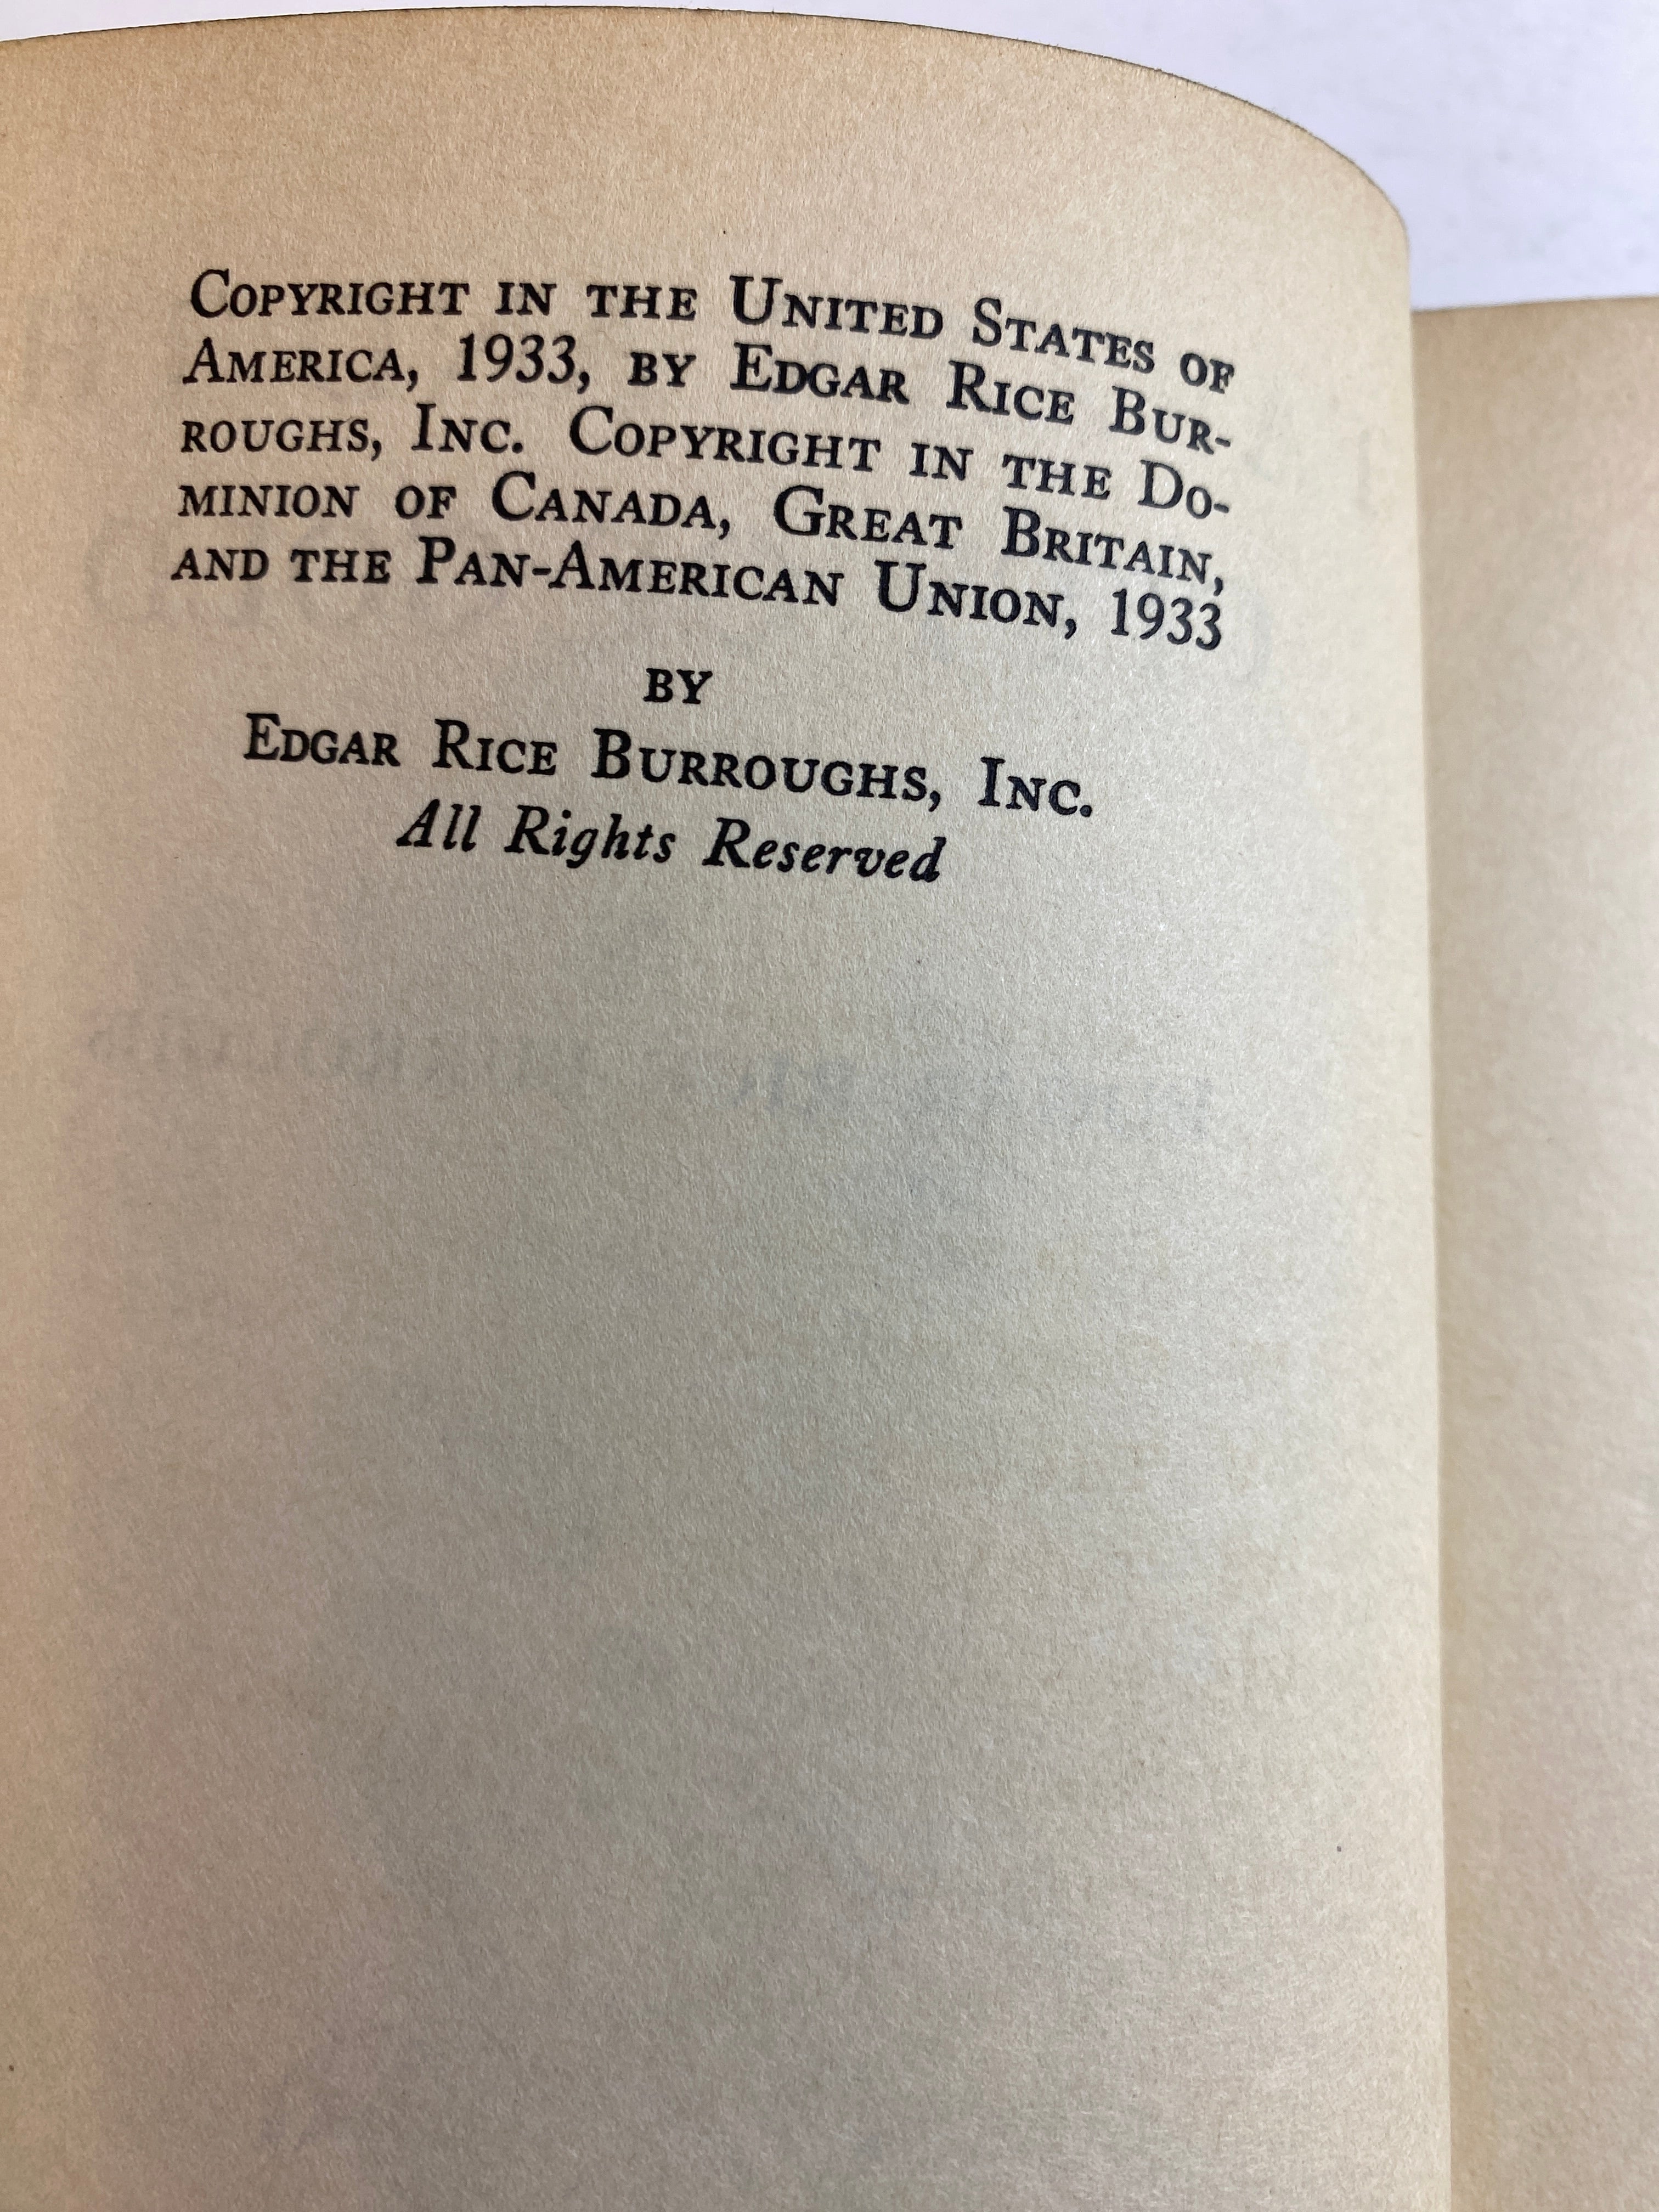 Copyright in the United States of
America, 1933, by Edgar Rice Bur-
roughs, Inc. Copyright in the Do-
minion of Canada, Great Britain,
and the Pan-American Union, 1933
by
Edgar Rice Burroughs, Inc.
All Rights Reserved